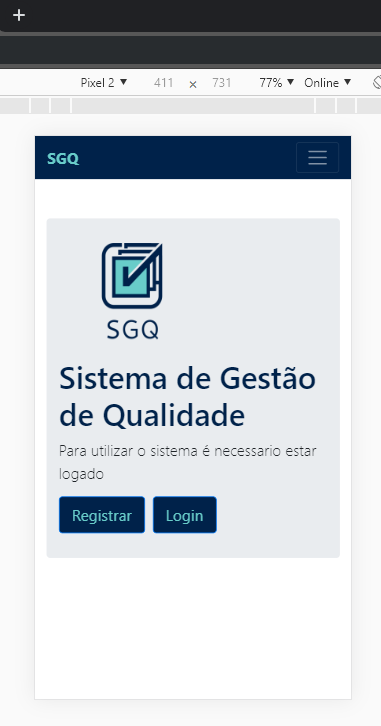 +
Pixel 2 ▼ 411 × 731 77% ▼ Online ▼
SGQ
SGQ
Sistema de Gestão
de Qualidade
Para utilizar o sistema é necessario estar
logado
Registrar Login